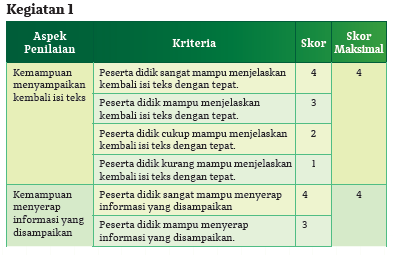 Kegiatan 1
Aspek Penilaian Kriteria Skor Skor Maksimal
Kemampuan menyampaikan kembali isi teks
Peserta didik sangat mampu menjelaskan
kembali isi teks dengan tepat.
4
4
Peserta didik mampu menjelaskan
kembali isi teks dengan tepat.
3
Peserta didik cukup mampu menjelaskan
kembali isi teks dengan tepat.
2
Peserta didik kurang mampu menjelaskan
kembali isi teks dengan tepat.
1
Kemampuan menyerap informasi yang disampaikan
Peserta didik sangat mampu menyerap
informasi yang disampaikan
4
4
Peserta didik mampu menyerap
informasi yang disampaikan.
3